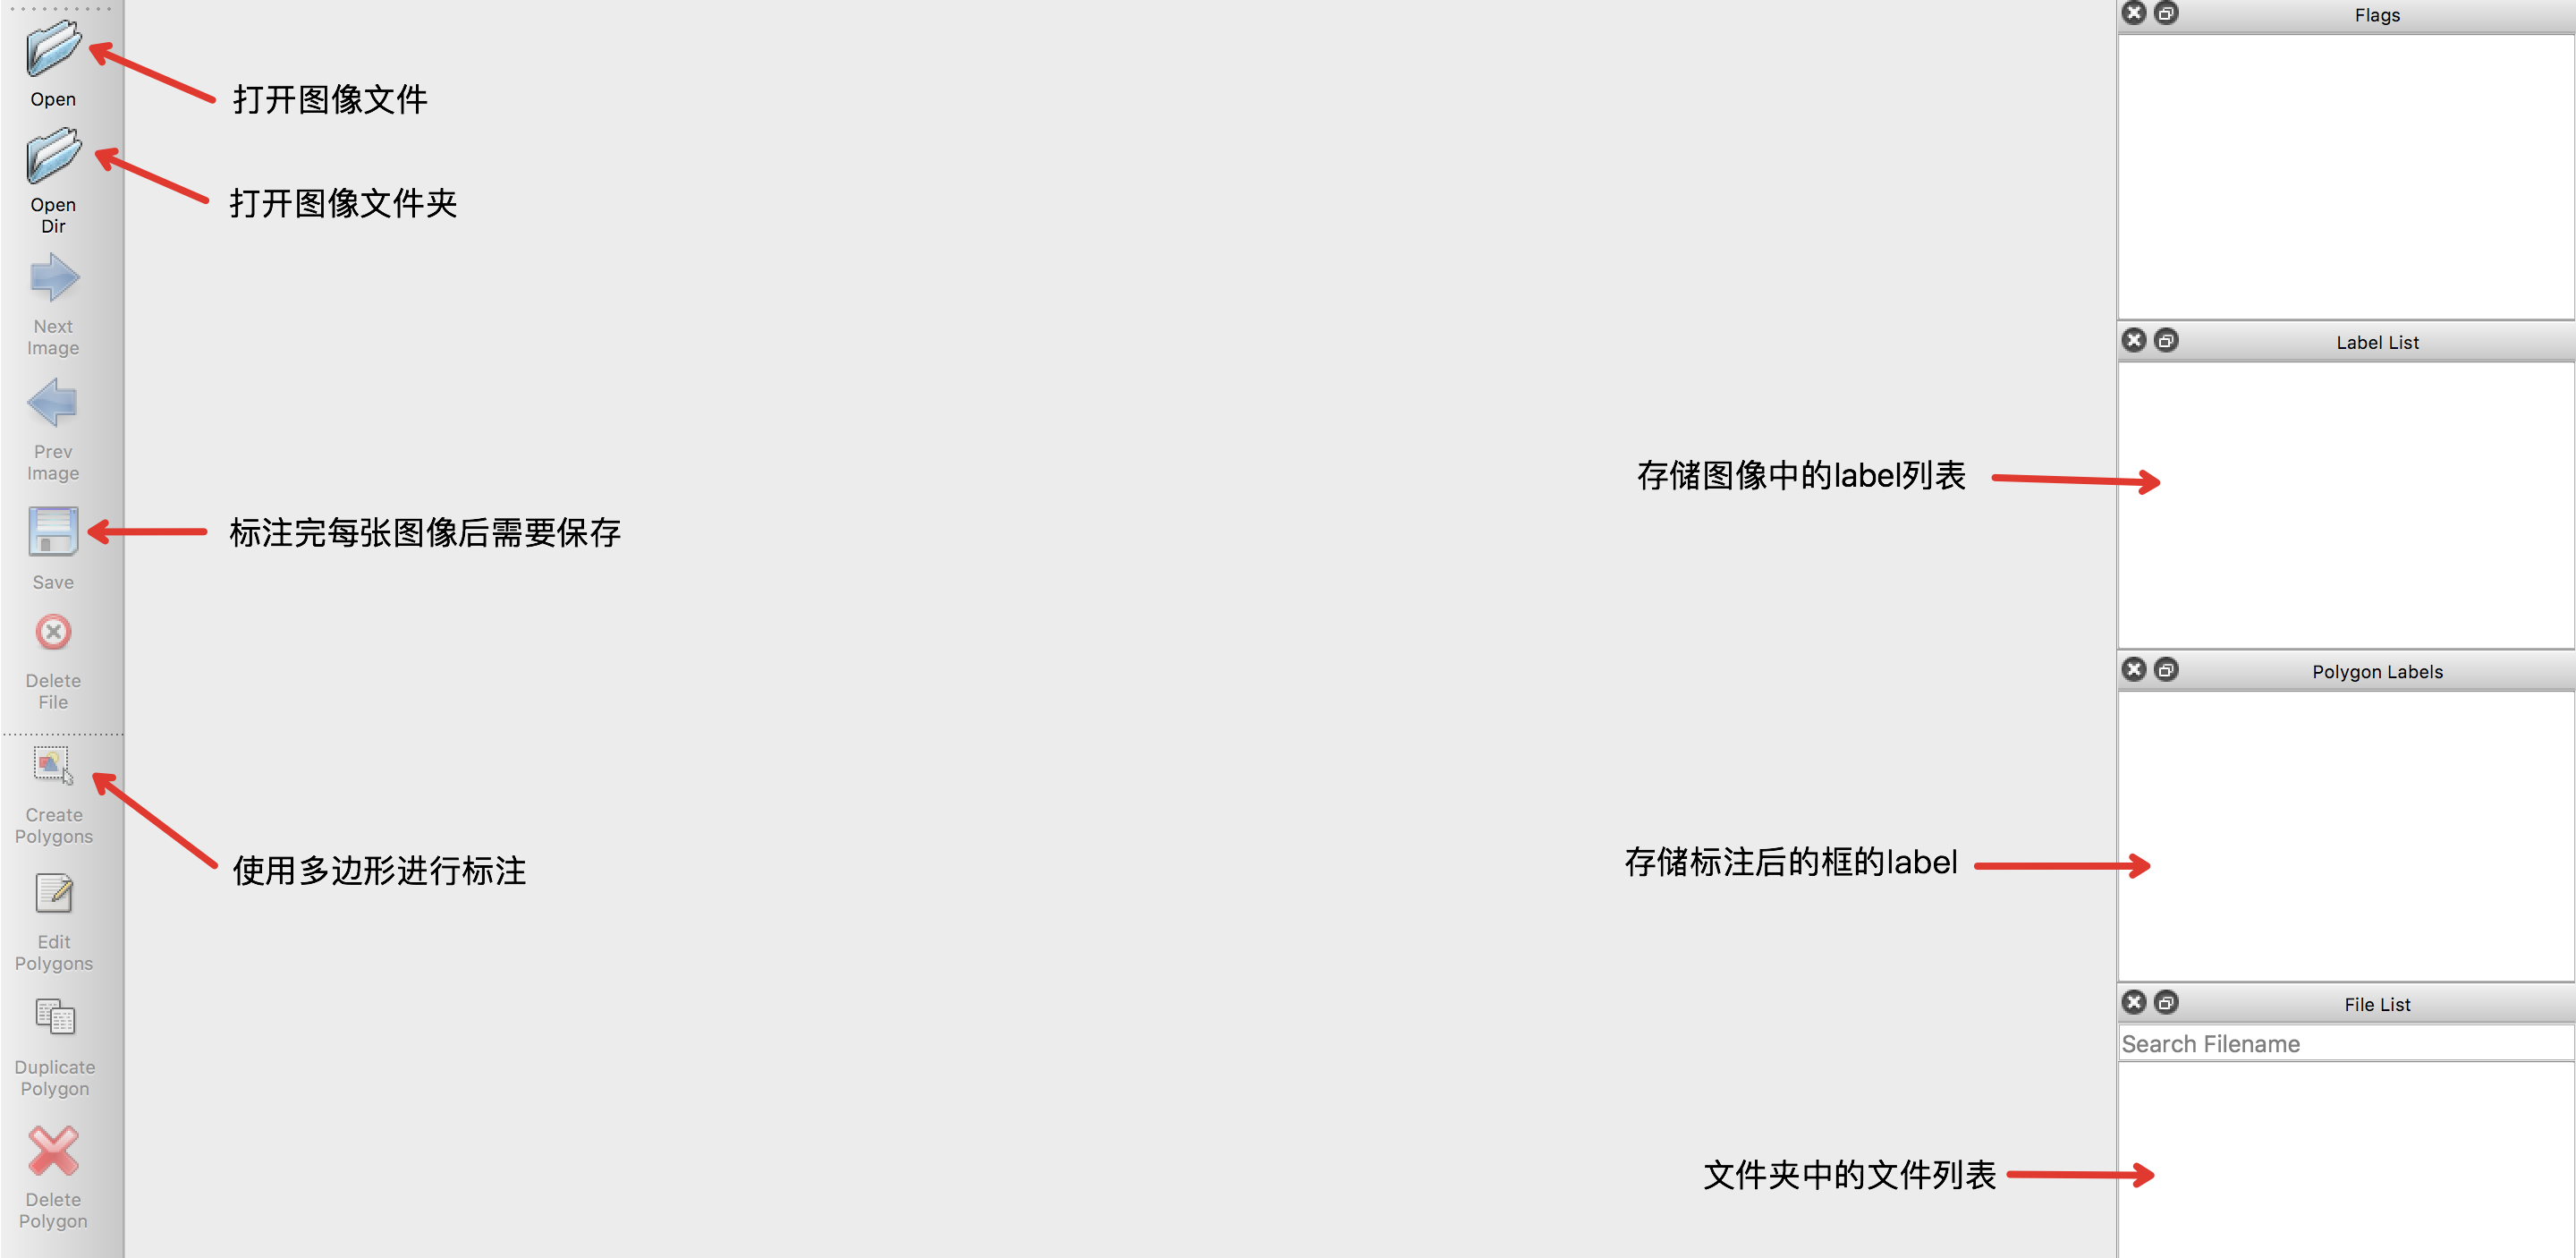 Open
打开图像文件
Open
Dir
打开图像文件夹
Next
Image
Prev
Image
Save
标注完每张图像后需要保存
Delete
File
Create
Polygons
使用多边形进行标注
Edit
Polygons
Duplicate
Polygon
Delete
Polygon
Flags
Label List
存储图像中的label列表
Polygon Labels
存储标注后的框的label
File List
Search Filename
文件夹中的文件列表